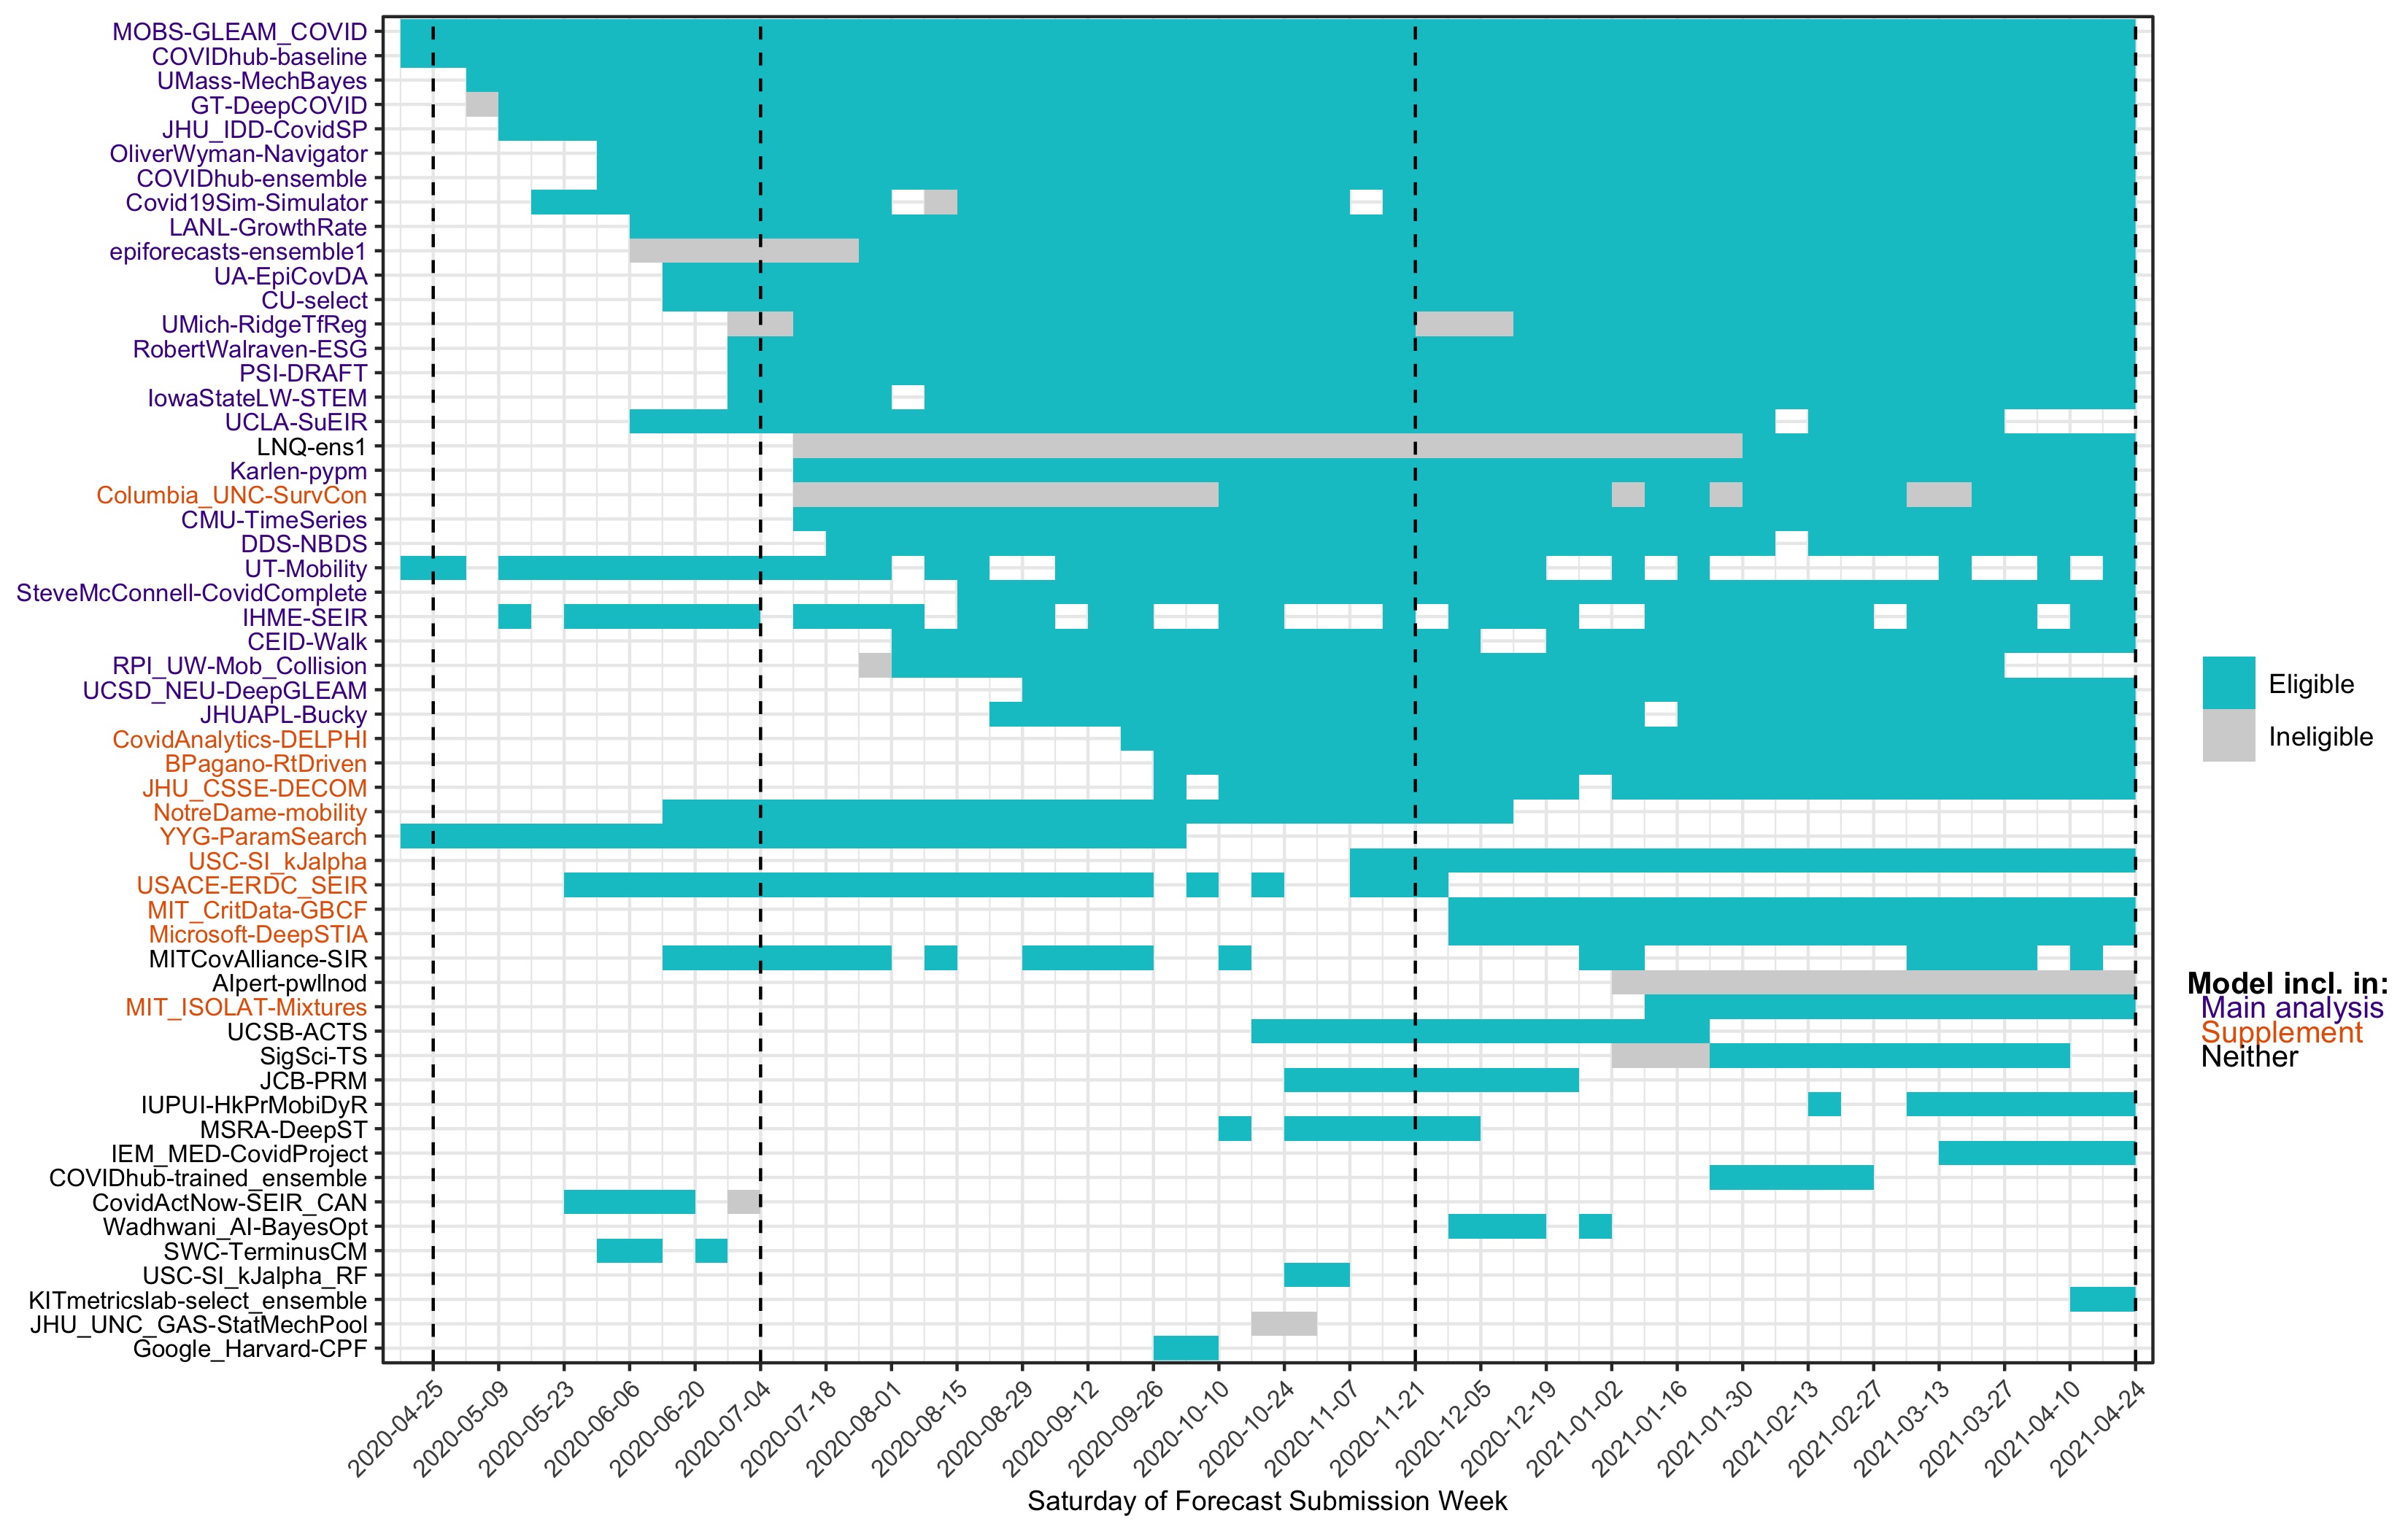 MOBS-GLEAM_COVID
COVIDhub-baseline
UMass-MechBayes
GT-DeepCOVID
JHU_IDD-CovidSP
OliverWyman-Navigator
COVIDhub-ensemble
Covid19Sim-Simulator
LANL-GrowthRate
epiforecasts-ensemble1
UA-EpiCovDA
CU-select
UMich-RidgeTfReg
RobertWalraven-ESG
PSI-DRAFT
IowaStateLW-STEM
UCLA-SuEIR
LNQ-ens1
Karlen-pypm
Columbia_UNC-SurvCon
CMU-TimeSeries
DDS-NBDS
UT-Mobility
SteveMcConnell-CovidComplete
IHME-SEIR
CEID-Walk
RPI_UW-Mob_Collision
UCSD_NEU-DeepGLEAM
JHUAPL-Bucky
CovidAnalytics-DELPHI
BPagano-RtDriven
JHU_CSSE-DECOM
NotreDame-mobility
YYG-ParamSearch
USC-SI_kJalpha
USACE-ERDC_SEIR
MIT_CritData-GBCF
Microsoft-DeepSTIA
MITCovAlliance-SIR
Alpert-pwllnod
MIT_ISOLAT-Mixtures
UCSB-ACTS
SigSci-TS
JCB-PRM
IUPUI-HkPrMobiDyR
MSRA-DeepST
IEM_MED-CovidProject
COVIDhub-trained_ensemble
CovidActNow-SEIR_CAN
Wadhwani_AI-BayesOpt
SWC-TerminusCM
USC-SI_kJalpha_RF
KITmetricslab-select_ensemble
JHU_UNC_GAS-StatMechPool
Google_Harvard-CPF
2020-04-25
2020-05-09
2020-05-23
2020-06-06
2020-06-20
2020-07-04
2020-07-18
2020-08-01
2020-08-15
2020-08-29
2020-09-12
2020-09-26
2020-10-10
2020-10-24
2020-11-07
2020-11-21
2020-12-05
2020-12-19
2021-01-02
2021-01-16
2021-01-30
2021-02-13
2021-02-27
2021-03-13
2021-03-27
2021-04-10
2021-04-24
Saturday of Forecast Submission Week
Eligible
Ineligible
Model incl. in:
Main analysis
Supplement
Neither